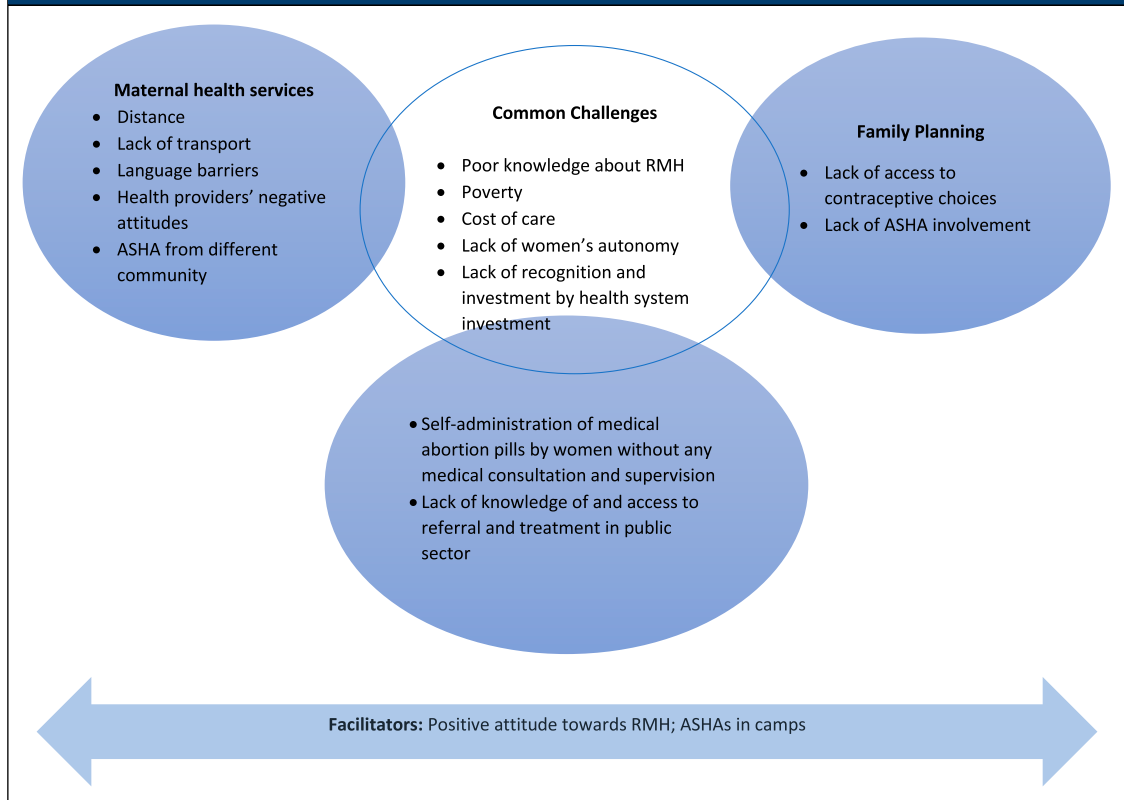 Maternal health services
• Distance
• Lack of transport
• Language barriers
• Health providers’ negative
attitudes
• ASHA from different
community
Common Challenges
• Poor knowledge about RMH
• Poverty
• Cost of care
• Lack of women’s autonomy
• Lack of recognition and
investment by health system
investment
Family Planning
• Lack of access to
contraceptive choices
• Lack of ASHA involvement
• Self-administration of medical
abortion pills by women without any
medical consultation and supervision
• Lack of knowledge of and access to
referral and treatment in public
sector
Facilitators: Positive attitude towards RMH; ASHAs in camps